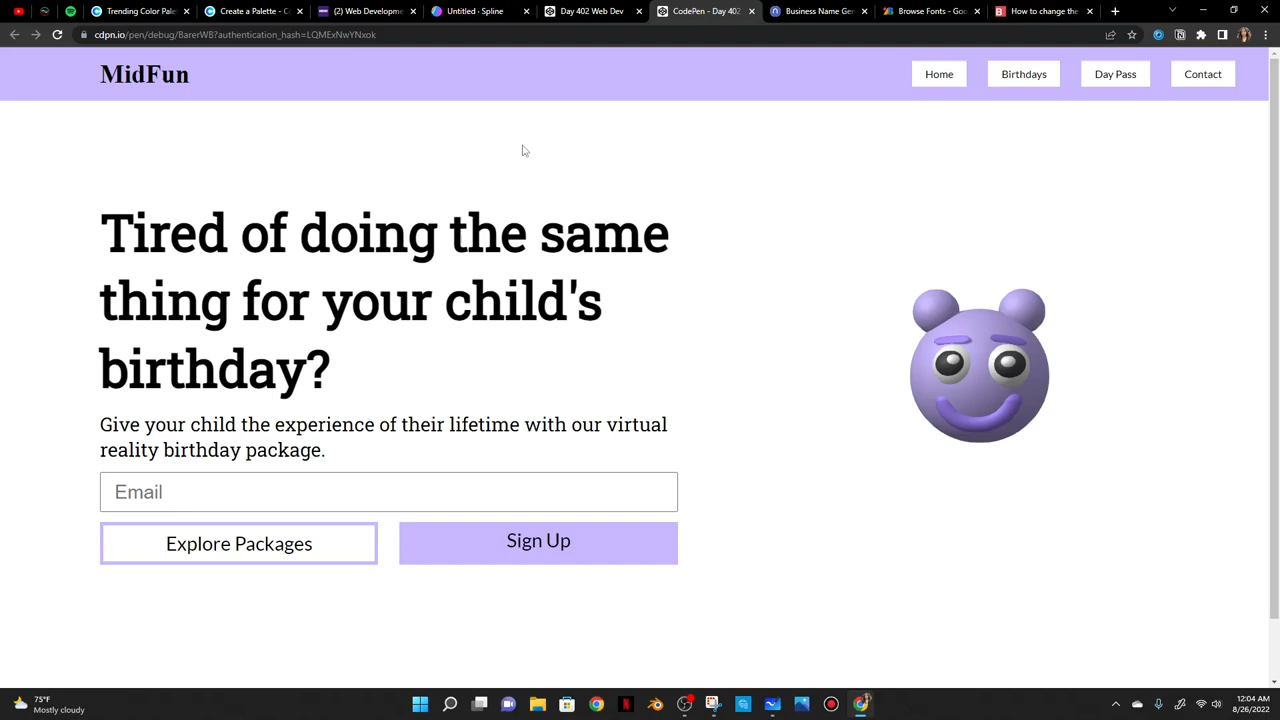 Trending Color Pale
Create a Palette - C
(2) Web Developme
Untitled - Spline
Day 402 Web Dev
CodePen - Day 402
Business Name Gen
Browse Fonts - Goo
How to change the
cdpn.io/pen/debug/BarerWB?authentication_hash=LQMExNwYNxok
MidFun
Home
Birthdays
Day Pass
Contact
Tired of doing the same
thing for your child's
birthday?
Give your child the experience of their lifetime with our virtual
reality birthday package.
Email
Explore Packages
Sign Up
75°F
Mostly cloudy
12:04 AM
8/26/2022